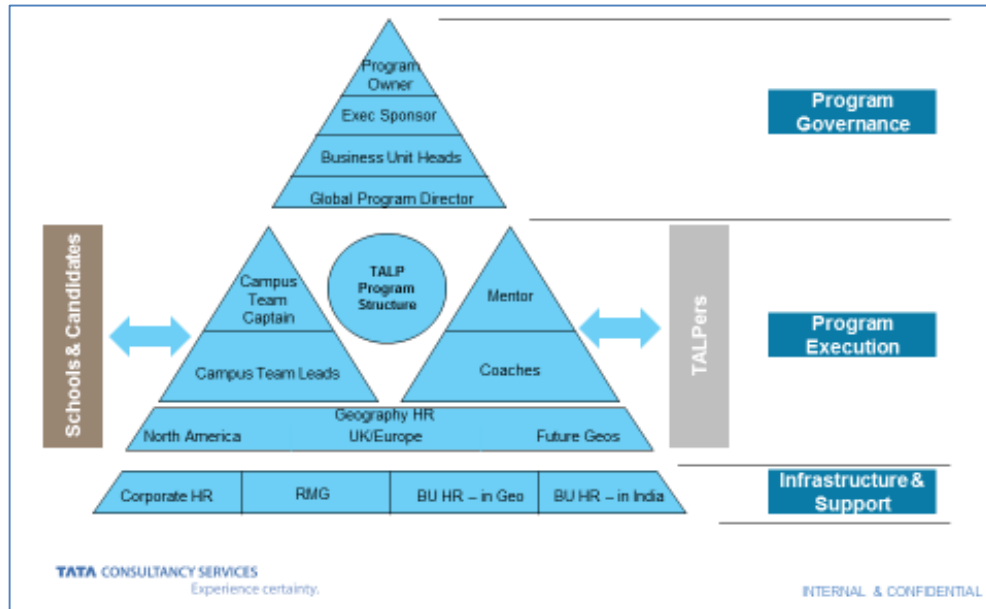 Program
Owner
Exec Sponsor
Business Unit Heads
Global Program Director
Program
Governance
Schools & Candidates
Campus
Team
Captain
Campus Team Leads
TALP
Program
Structure
Mentor
Coaches
TALPers
Program
Execution
Geography HR
North America UK/Europe Future Geos
Corporate HR RMG BU HR – in Geo BU HR – in India
Infrastructure &
Support
TATA CONSULTANCY SERVICES
Experience certainty.
INTERNAL & CONFIDENTIAL